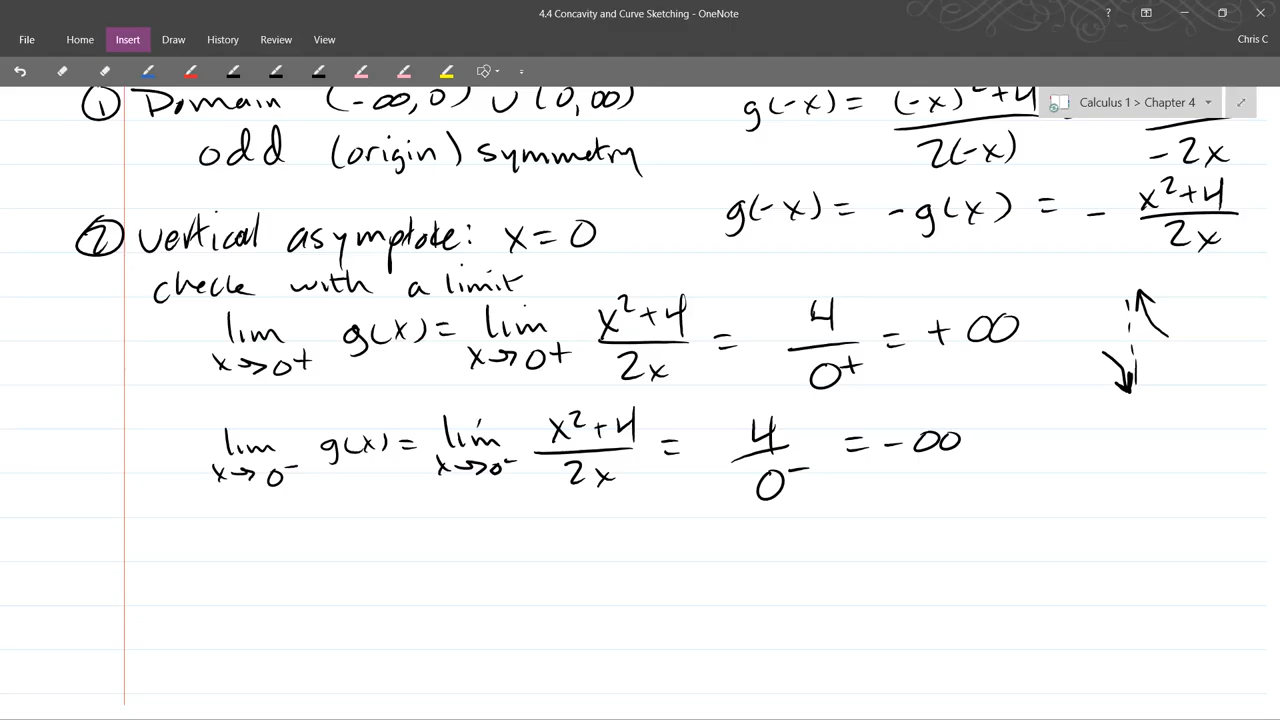 4.4 Concavity and Curve Sketching - OneNote
File Home Insert Draw History Review View Chris C
Calculus 1 > Chapter 4
① Domain (-∞,0) ∪ (0,∞)
odd (origin) symmetry
g(-x) = (-x)²+4 / 2(-x)
/ -2x
g(-x) = -g(x) = - x²+4 / 2x
② vertical asymptote: x=0
check with a limit
lim x→0+ g(x) = lim x→0+ x²+4 / 2x = 4 / 0+ = +∞
lim x→0- g(x) = lim x→0- x²+4 / 2x = 4 / 0- = -∞